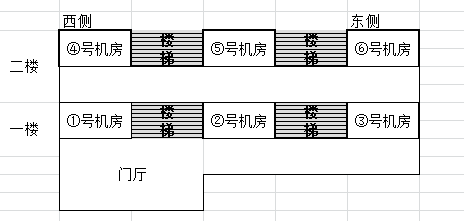 西侧 东侧
④号机房 楼梯 ⑤号机房 楼梯 ⑥号机房
二楼
①号机房 楼梯 ②号机房 楼梯 ③号机房
一楼
门厅